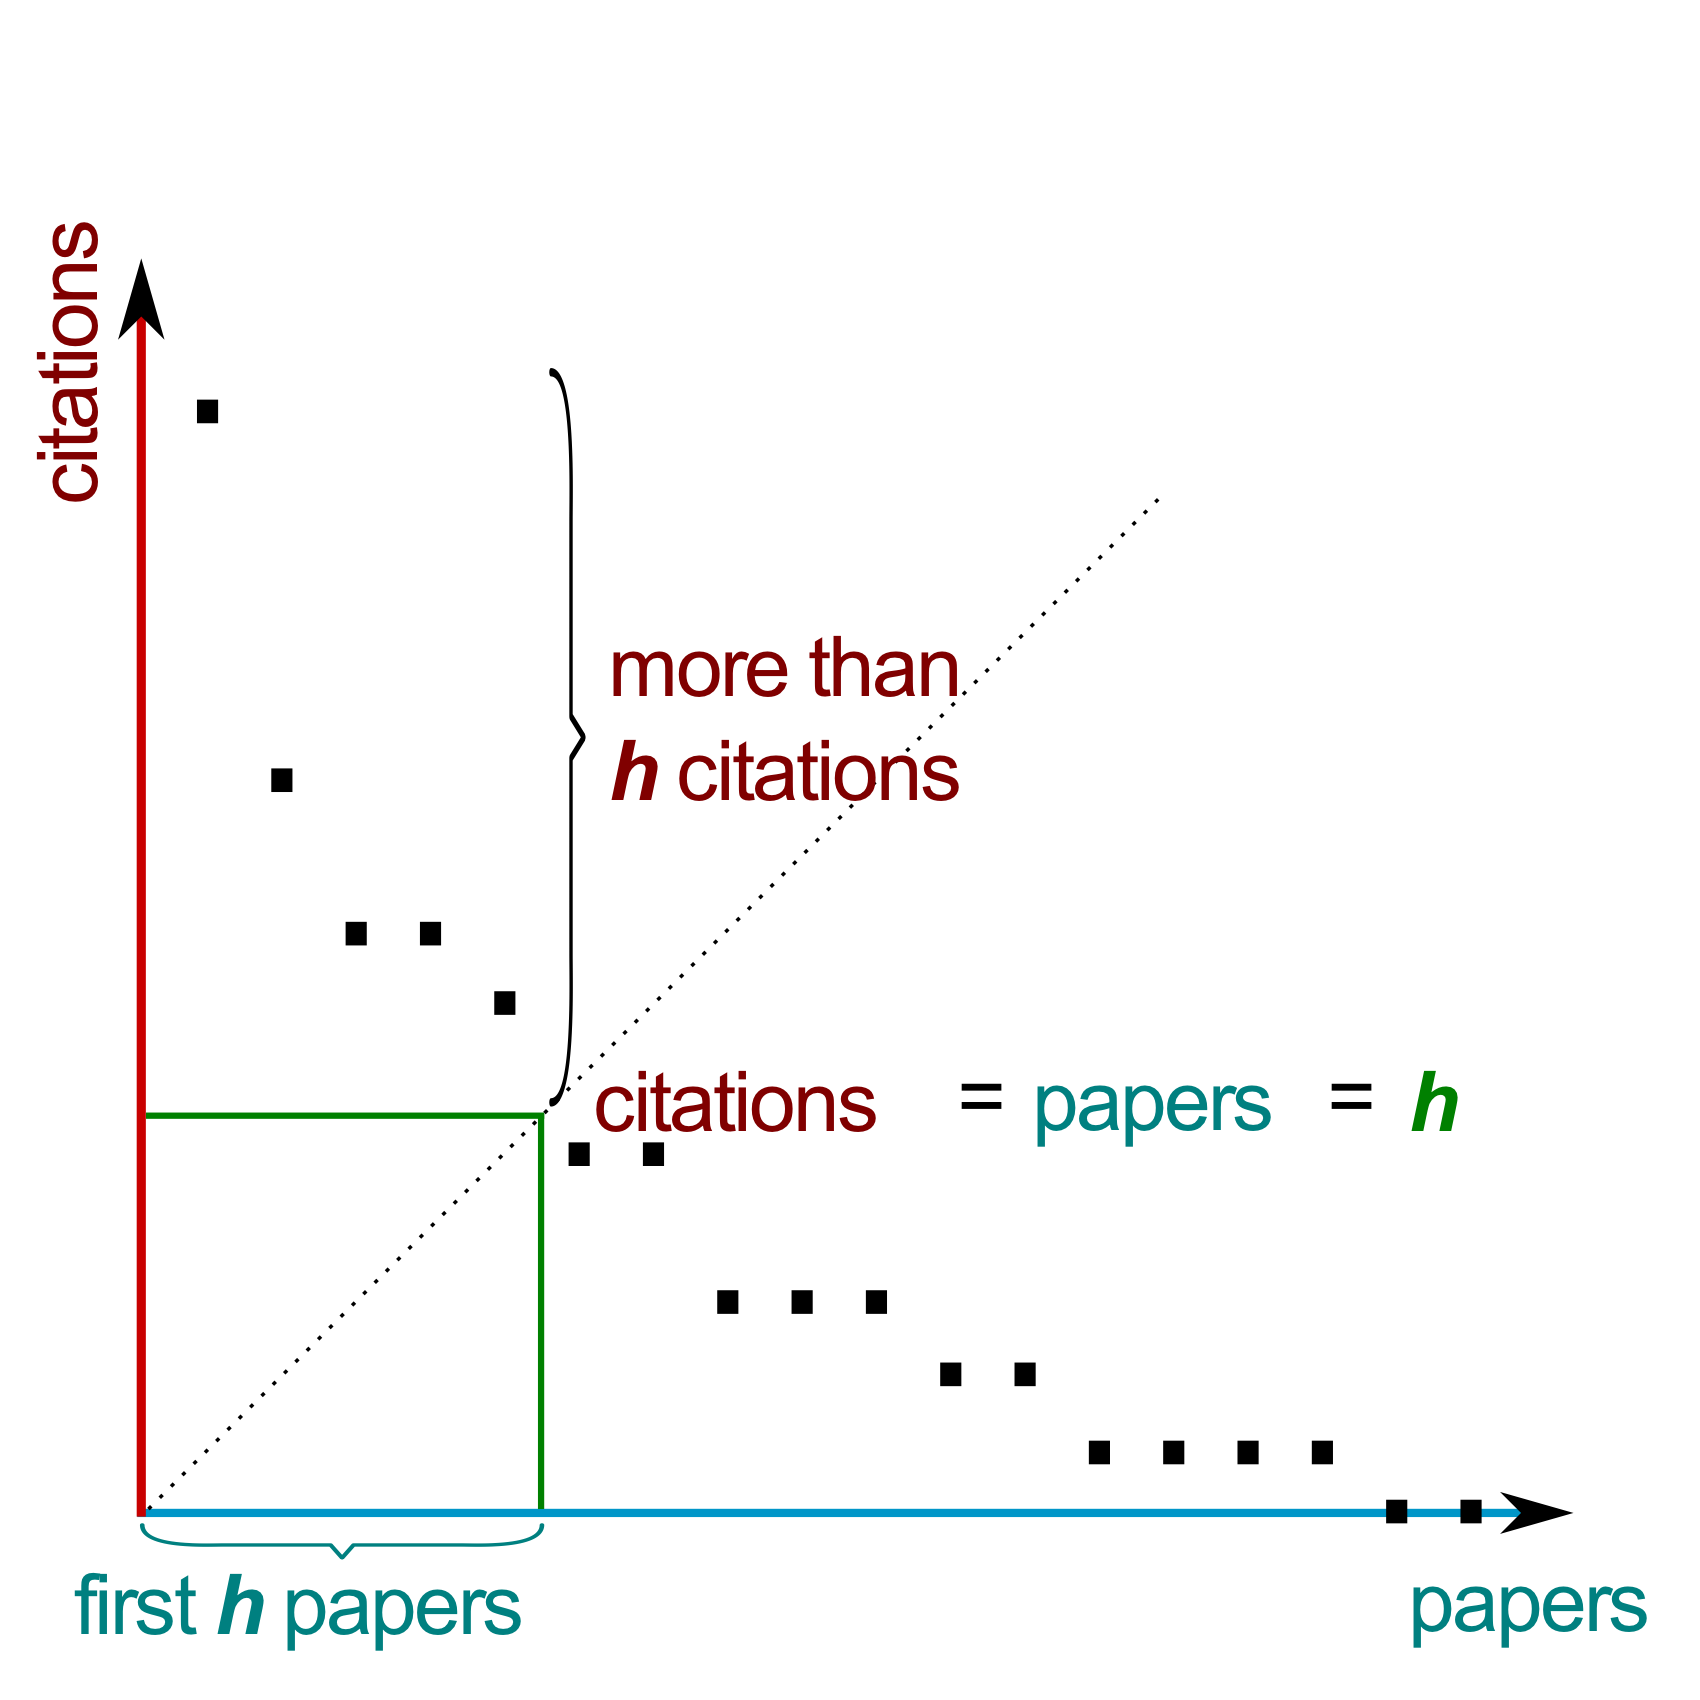 citations
more than
h citations
citations = papers = h
first h papers
papers